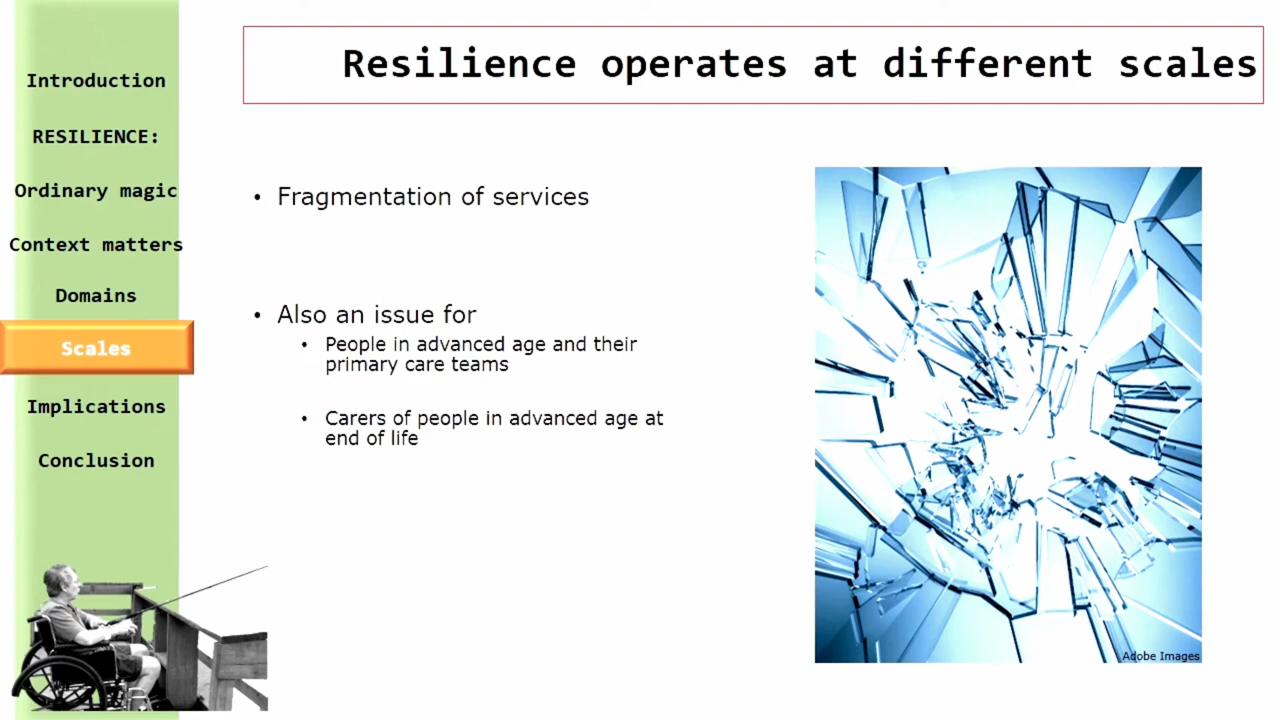 Resilience operates at different scales
Introduction
RESILIENCE:
Ordinary magic
Context matters
Domains
Scales
Implications
Conclusion
• Fragmentation of services
• Also an issue for
• People in advanced age and their
primary care teams
• Carers of people in advanced age at
end of life
Adobe Images